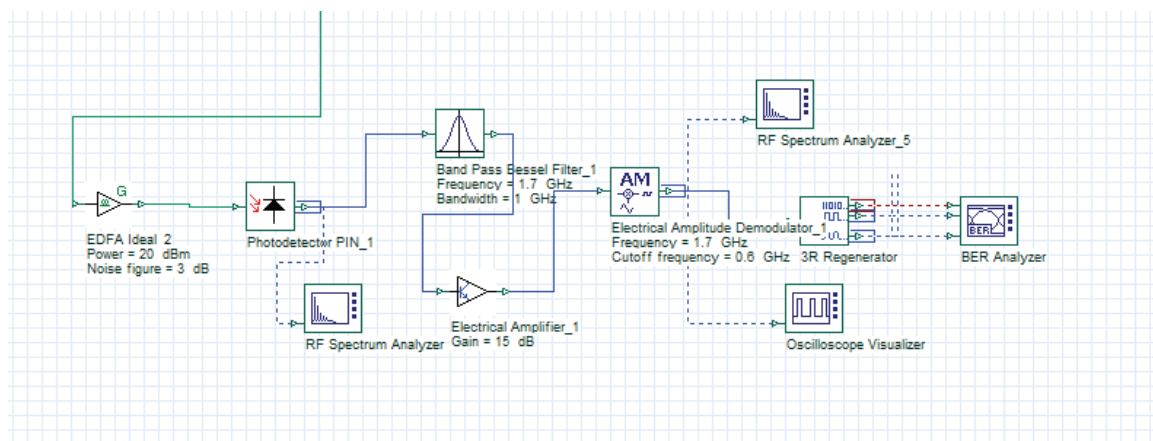 RF Spectrum Analyzer_5
Band Pass Bessel Filter_1
Frequency = 1.7 GHz
Bandwidth = 1 GHz
AM
G
EDFA Ideal 2
Power = 20 dBm
Noise figure = 3 dB
Photodetector PIN_1
Electrical Amplitude Demodulator_1
Frequency = 1.7 GHz
Cutoff frequency = 0.6 GHz
3R Regenerator
BER
BER Analyzer
RF Spectrum Analyzer
Electrical Amplifier_1
Gain = 15 dB
Oscilloscope Visualizer